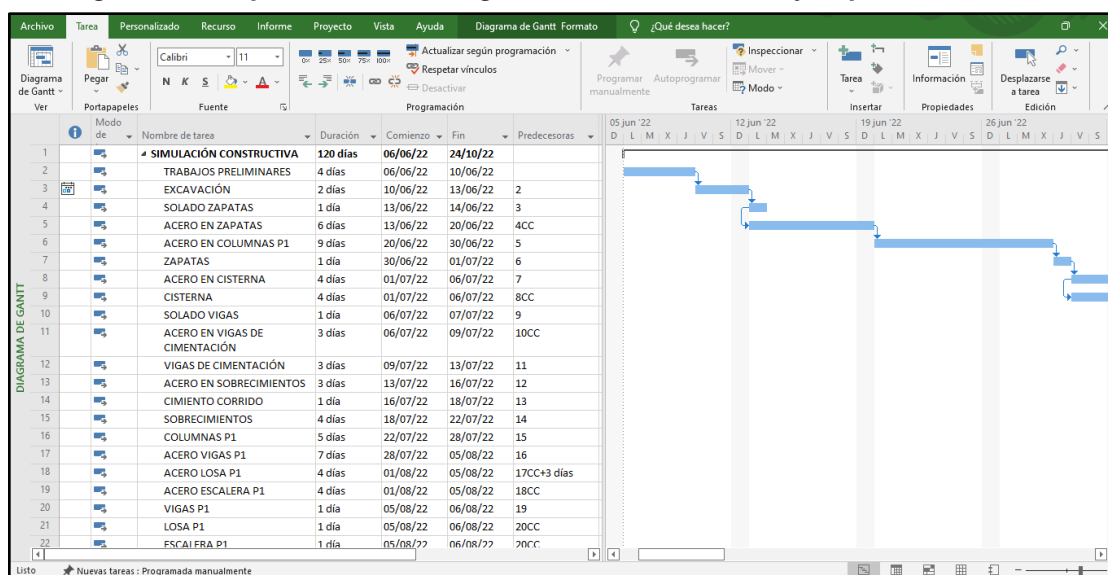 Archivo Tarea Personalizado Recurso Informe Proyecto Vista Ayuda Diagrama de Gantt Formato ¿Qué desea hacer?
Diagrama de Gantt
Ver
Pegar
Portapapeles
Calibri 11
N K S A
Fuente
0× 25× 50× 75× 100×
Actualizar según programación
Respetar vínculos
Desactivar
Programación
Programar manualmente
Autoprogramar
Inspeccionar
Mover
Modo
Tareas
Tarea
Insertar
Información
Propiedades
Desplazarse a tarea
Edición
Modo de Nombre de tarea Duración Comienzo Fin Predecesoras
05 jun '22 12 jun '22 19 jun '22 26 jun '22
D L M X J V S D L M X J V S D L M X J V S D L M X J V S
1 SIMULACIÓN CONSTRUCTIVA 120 días 06/06/22 24/10/22
2 TRABAJOS PRELIMINARES 4 días 06/06/22 10/06/22
3 EXCAVACIÓN 2 días 10/06/22 13/06/22 2
4 SOLADO ZAPATAS 1 día 13/06/22 14/06/22 3
5 ACERO EN ZAPATAS 6 días 13/06/22 20/06/22 4CC
6 ACERO EN COLUMNAS P1 9 días 20/06/22 30/06/22 5
7 ZAPATAS 1 día 30/06/22 01/07/22 6
8 ACERO EN CISTERNA 4 días 01/07/22 06/07/22 7
9 CISTERNA 4 días 01/07/22 06/07/22 8CC
10 SOLADO VIGAS 1 día 06/07/22 07/07/22 9
11 ACERO EN VIGAS DE CIMENTACIÓN 3 días 06/07/22 09/07/22 10CC
12 VIGAS DE CIMENTACIÓN 3 días 09/07/22 13/07/22 11
13 ACERO EN SOBRECIMIENTOS 3 días 13/07/22 16/07/22 12
14 CIMIENTO CORRIDO 1 día 16/07/22 18/07/22 13
15 SOBRECIMIENTOS 4 días 18/07/22 22/07/22 14
16 COLUMNAS P1 5 días 22/07/22 28/07/22 15
17 ACERO VIGAS P1 7 días 28/07/22 05/08/22 16
18 ACERO LOSA P1 4 días 01/08/22 05/08/22 17CC+3 días
19 ACERO ESCALERA P1 4 días 01/08/22 05/08/22 18CC
20 VIGAS P1 1 día 05/08/22 06/08/22 19
21 LOSA P1 1 día 05/08/22 06/08/22 20CC
22 ESCALERA P1 1 día 05/08/22 06/08/22 20CC
DIAGRAMA DE GANTT
Listo Nuevas tareas : Programada manualmente